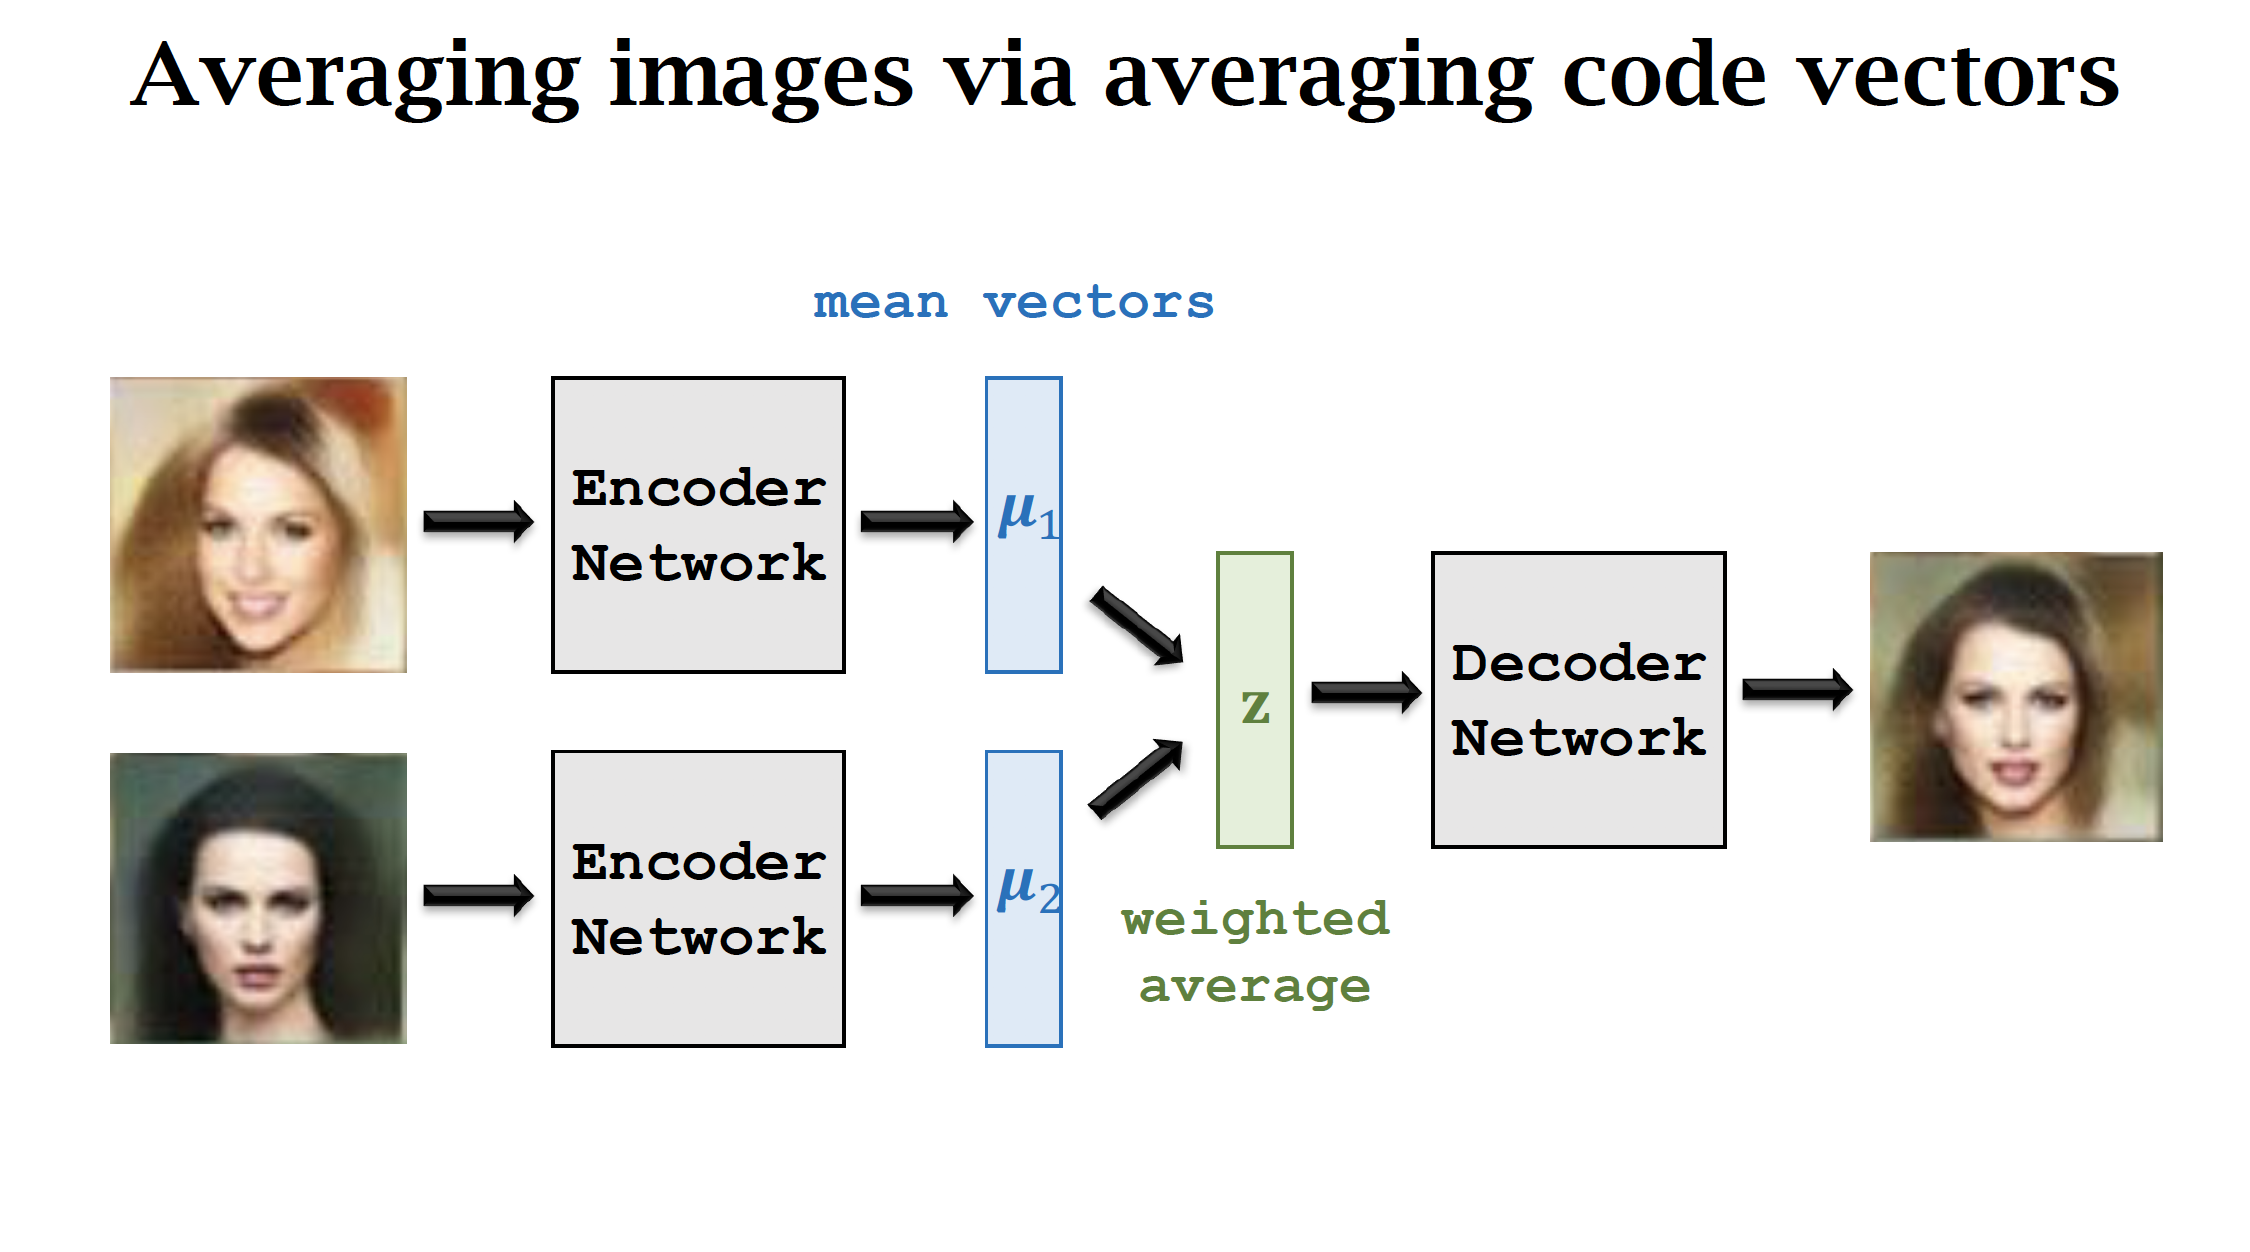 Averaging images via averaging code vectors
mean vectors
Encoder
Network
μ1
Encoder
Network
μ2
z
weighted
average
Decoder
Network